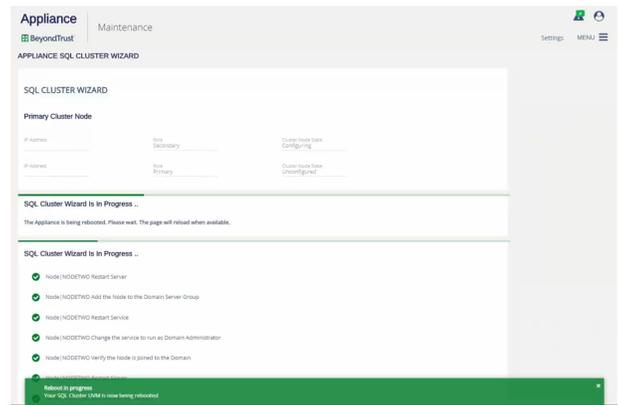 Appliance
Maintenance
BeyondTrust
Settings
MENU
APPLIANCE SQL CLUSTER WIZARD
SQL CLUSTER WIZARD
Primary Cluster Node
IP Address
Role
Cluster Node State
Secondary
Configuring
IP Address
Role
Cluster Node State
Primary
Unconfigured
SQL Cluster Wizard Is In Progress ..
The Appliance is being rebooted. Please wait. The page will reload when available.
SQL Cluster Wizard Is In Progress ..
Node|NODETWO Restart Server
Node|NODETWO Add the Node to the Domain Server Group
Node|NODETWO Restart Service
Node|NODETWO Change the service to run as Domain Administrator
Node|NODETWO Verify the Node is Joined to the Domain
Node|NODETWO Restart Server
Reboot in progress
Your SQL Cluster UVM is now being rebooted